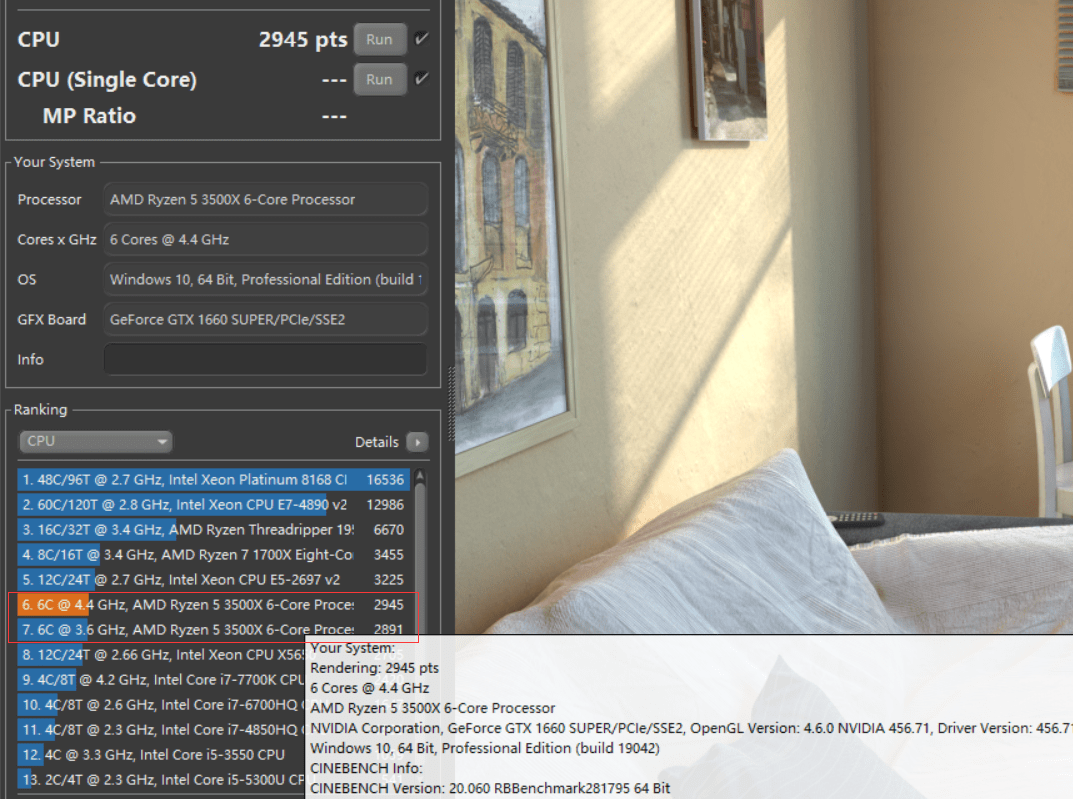 CPU 2945 pts Run
CPU (Single Core) --- Run
MP Ratio ---
Your System
Processor AMD Ryzen 5 3500X 6-Core Processor
Cores x GHz 6 Cores @ 4.4 GHz
OS Windows 10, 64 Bit, Professional Edition (build
GFX Board GeForce GTX 1660 SUPER/PCIe/SSE2
Info
Ranking
CPU Details
1. 48C/96T @ 2.7 GHz, Intel Xeon Platinum 8168 16536
2. 60C/120T @ 2.8 GHz, Intel Xeon CPU E7-4890 v2 12986
3. 16C/32T @ 3.4 GHz, AMD Ryzen Threadripper 6670
4. 8C/16T @ 3.4 GHz, AMD Ryzen 7 1700X 3455
5. 12C/24T @ 2.7 GHz, Intel Xeon CPU E5-2697 v2 3225
6. 6C @ 4.4 GHz, AMD Ryzen 5 3500X 6-Core 2945
7. 6C @ 3.6 GHz, AMD Ryzen 5 3500X 6-Core 2891
8. 12C/24T @ 2.66 GHz, Intel Xeon CPU
9. 4C/8T @ 4.2 GHz, Intel Core i7-7700K CPU
10. 4C/8T @ 2.6 GHz, Intel Core i7-6700HQ
11. 4C/8T @ 2.3 GHz, Intel Core i7-4850HQ
12. 4C @ 3.3 GHz, Intel Core i5-3550 CPU
13. 2C/4T @ 2.3 GHz, Intel Core i5-5300U
Your System:
Rendering: 2945 pts
6 Cores @ 4.4 GHz
AMD Ryzen 5 3500X 6-Core Processor
NVIDIA Corporation, GeForce GTX 1660 SUPER/PCIe/SSE2, OpenGL Version: 4.6.0 NVIDIA 456.71, Driver Version: 456.7
Windows 10, 64 Bit, Professional Edition (build 19042)
CINEBENCH Info:
CINEBENCH Version: 20.060 RBBenchmark281795 64 Bit